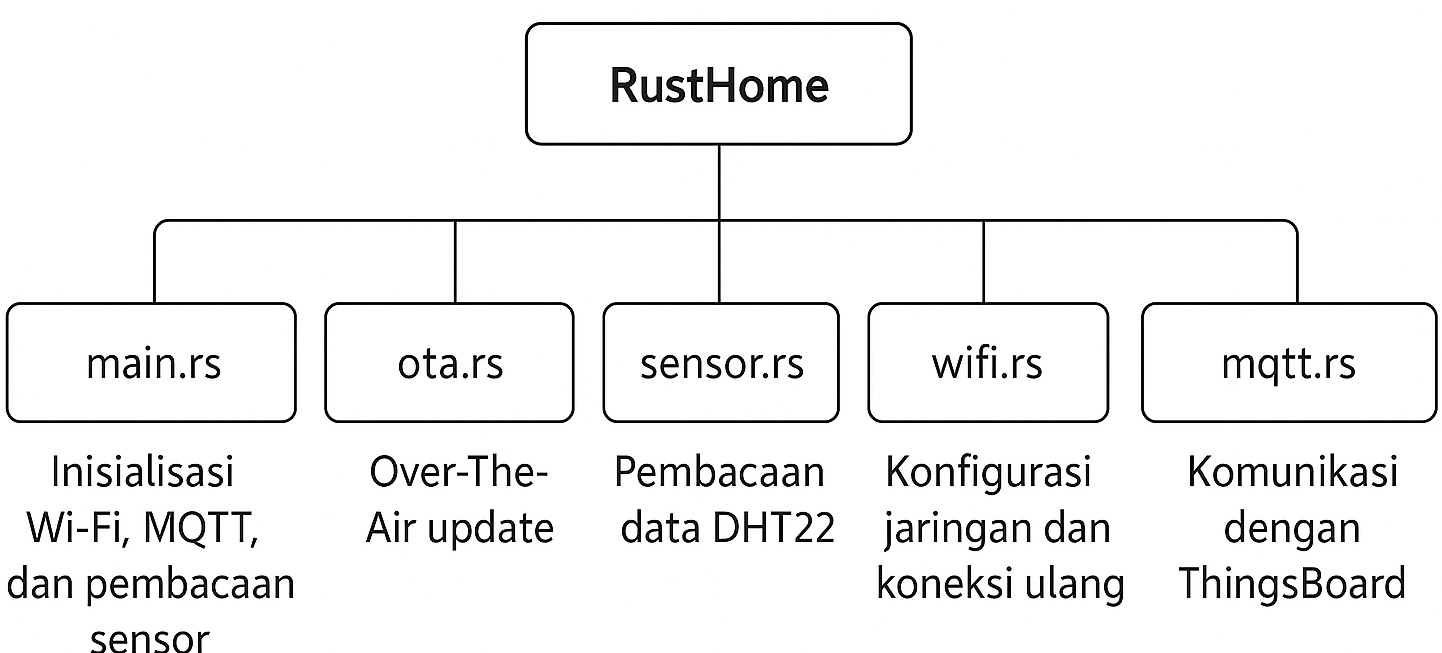 RustHome
main.rs
ota.rs
sensor.rs
wifi.rs
mqtt.rs
Inisialisasi
Wi-Fi, MQTT,
dan pembacaan
sensor
Over-The-
Air update
Pembacaan
data DHT22
Konfigurasi
jaringan dan
koneksi ulang
Komunikasi
dengan
ThingsBoard